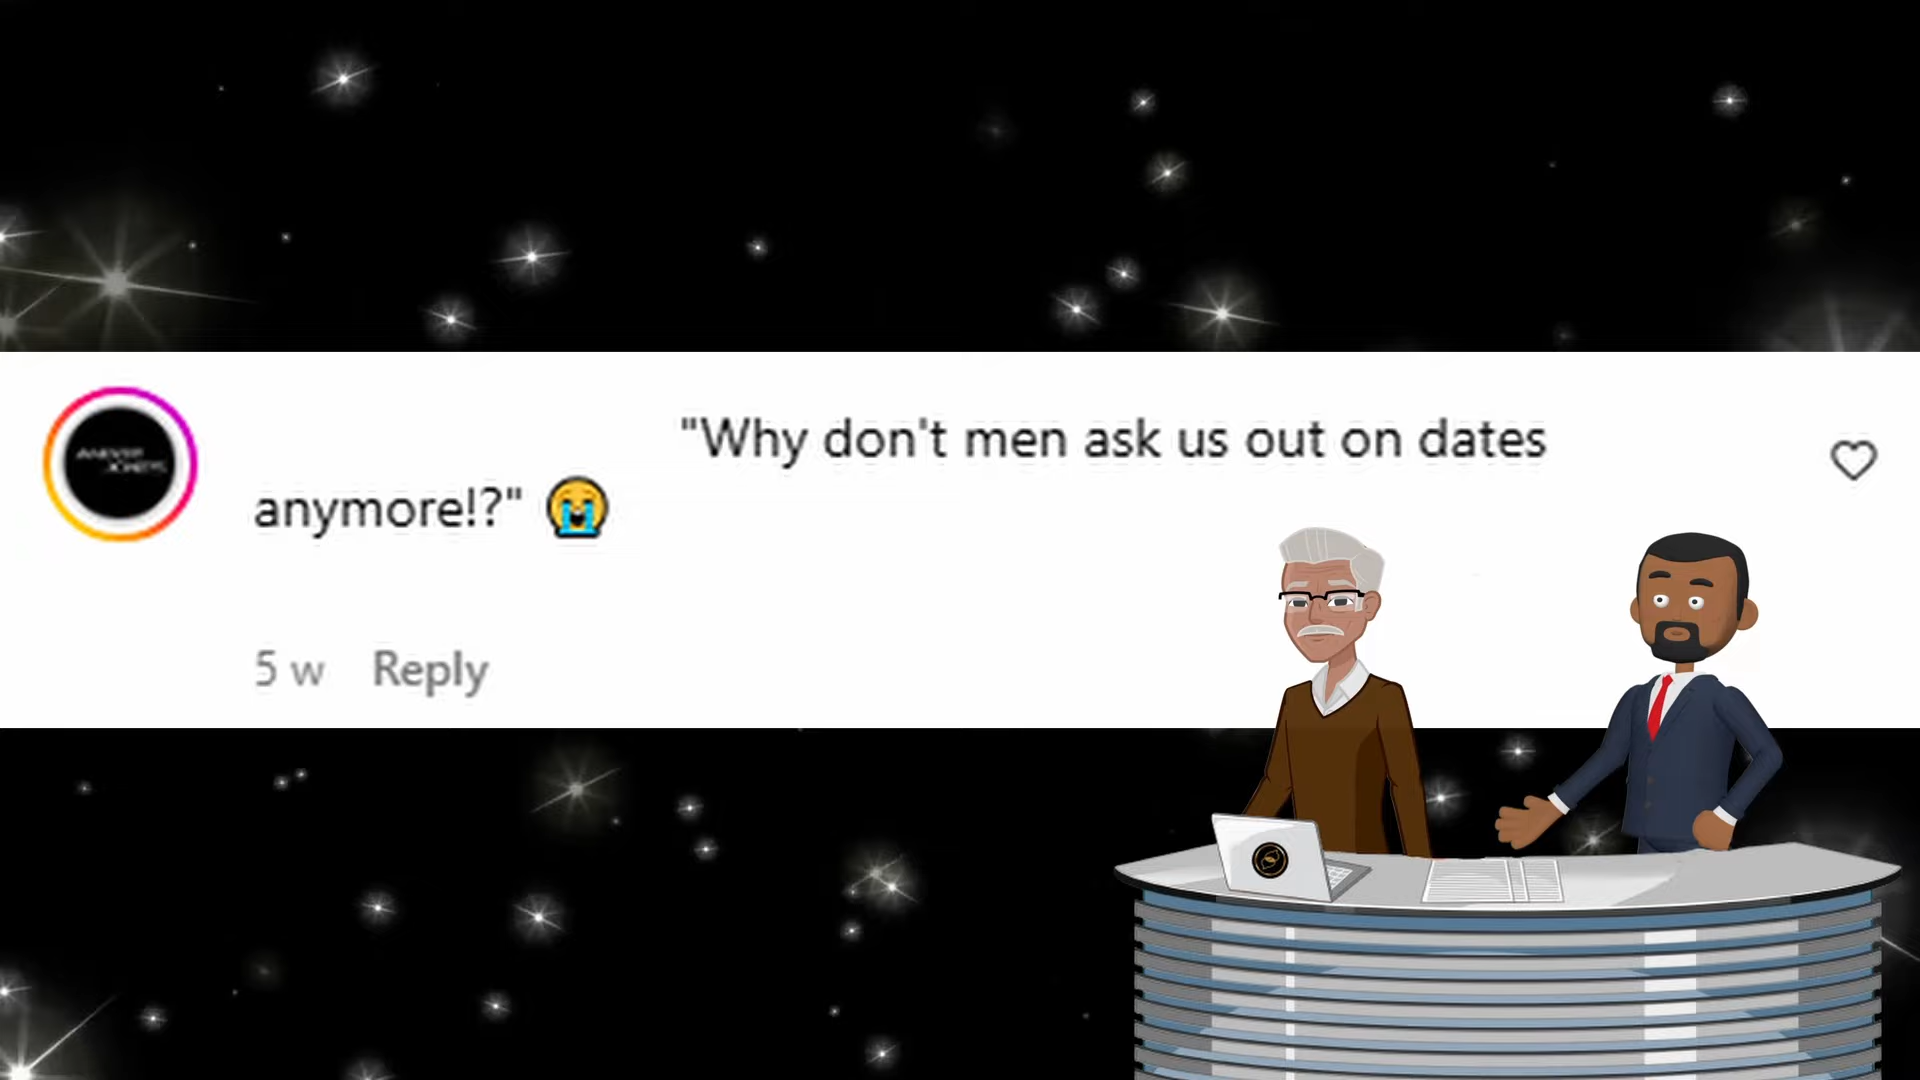 "Why don't men ask us out on dates
anymore!?" 😭
5 w Reply